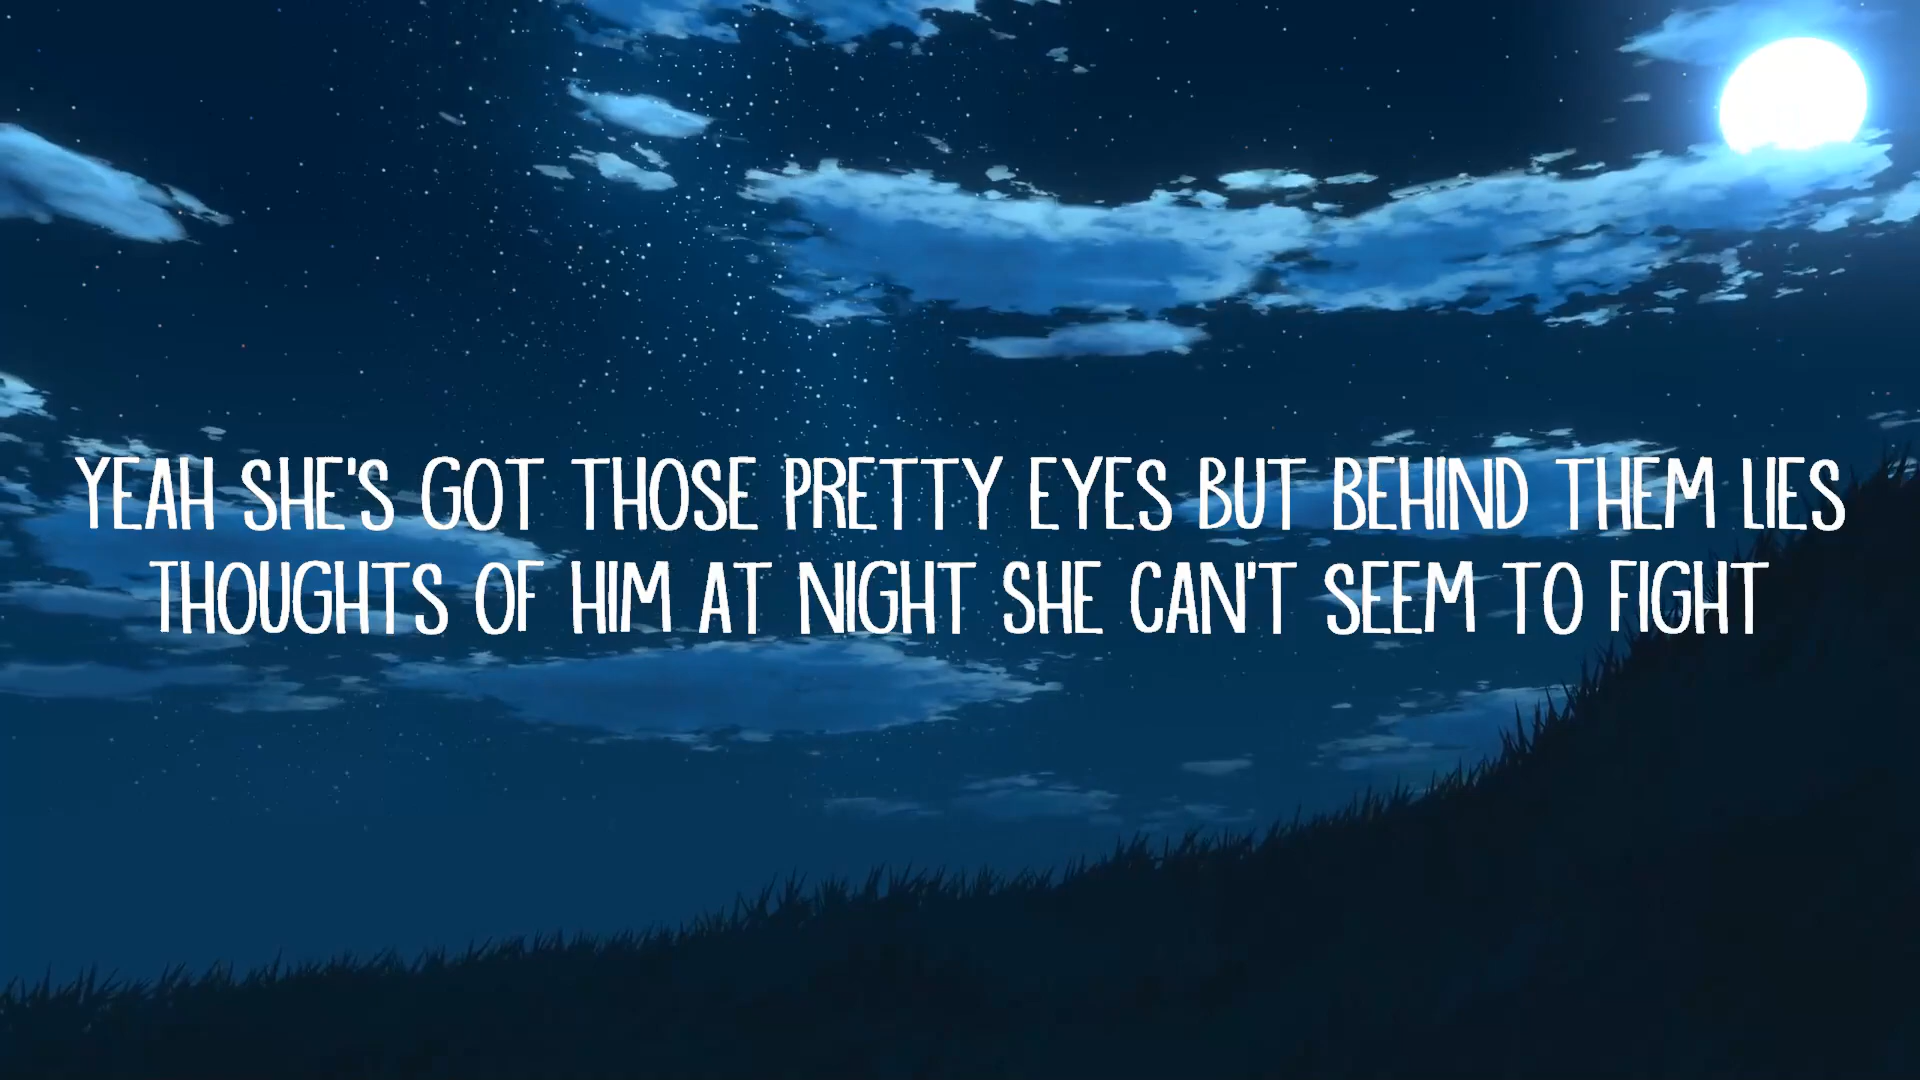 YEAH SHE'S GOT THOSE PRETTY EYES BUT BEHIND THEM LIES
THOUGHTS OF HIM AT NIGHT SHE CAN'T SEEM TO FIGHT